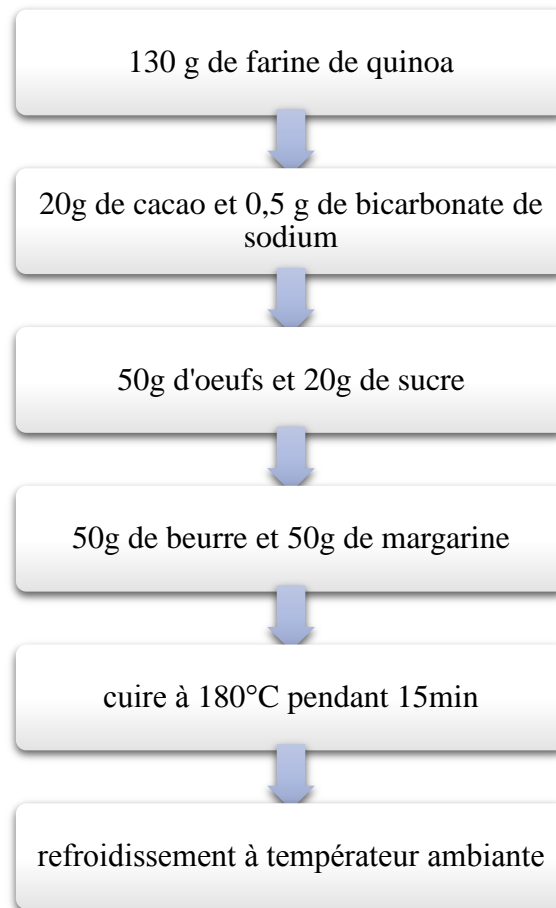 130 g de farine de quinoa
20g de cacao et 0,5 g de bicarbonate de
sodium
50g d'oeufs et 20g de sucre
50g de beurre et 50g de margarine
cuire à 180°C pendant 15min
refroidissement à températeur ambiante